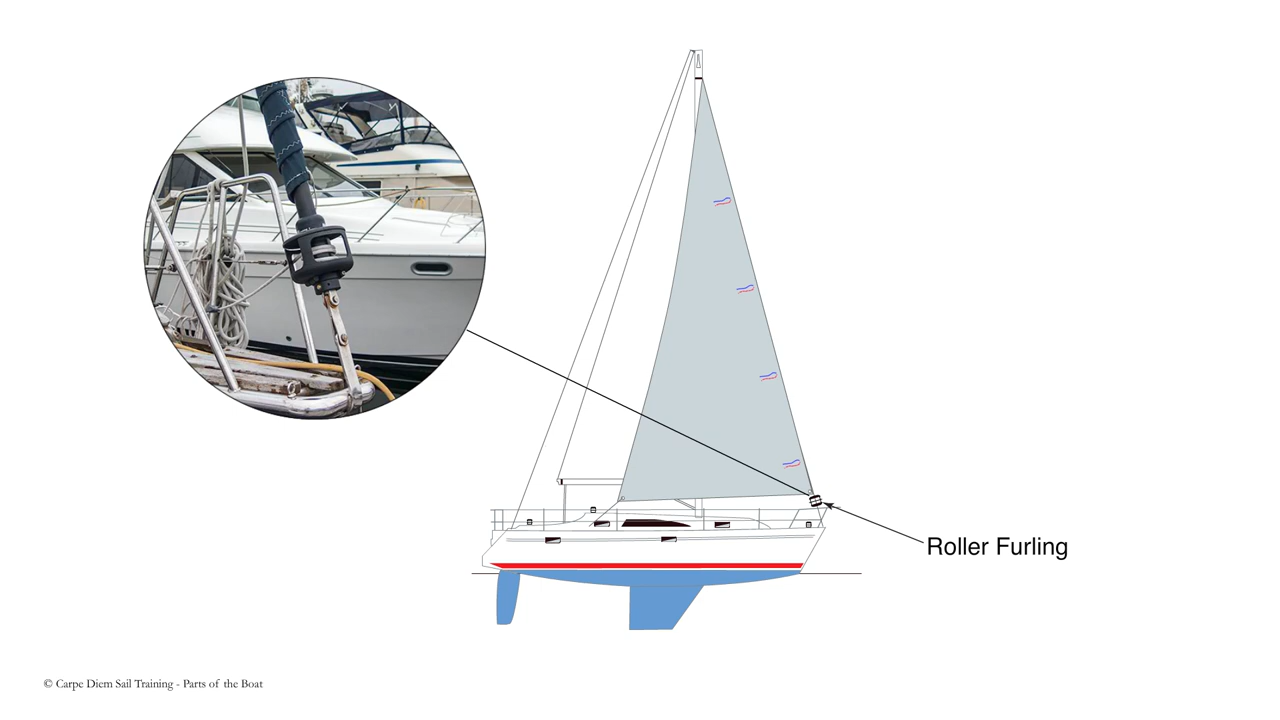 Roller Furling
© Carpe Diem Sail Training - Parts of the Boat